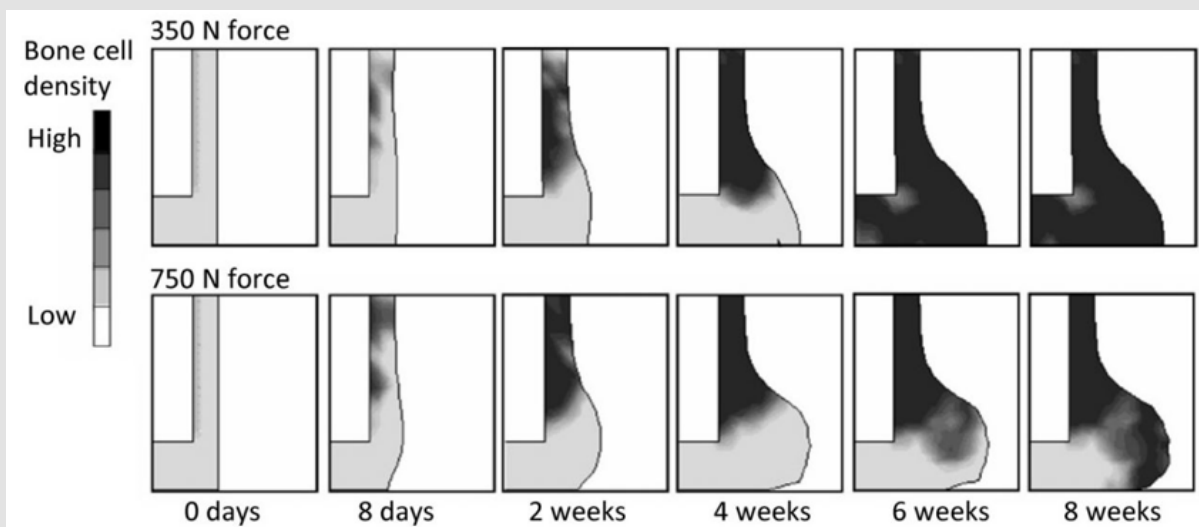 350 N force
Bone cell
density
High
Low
750 N force
0 days
8 days
2 weeks
4 weeks
6 weeks
8 weeks